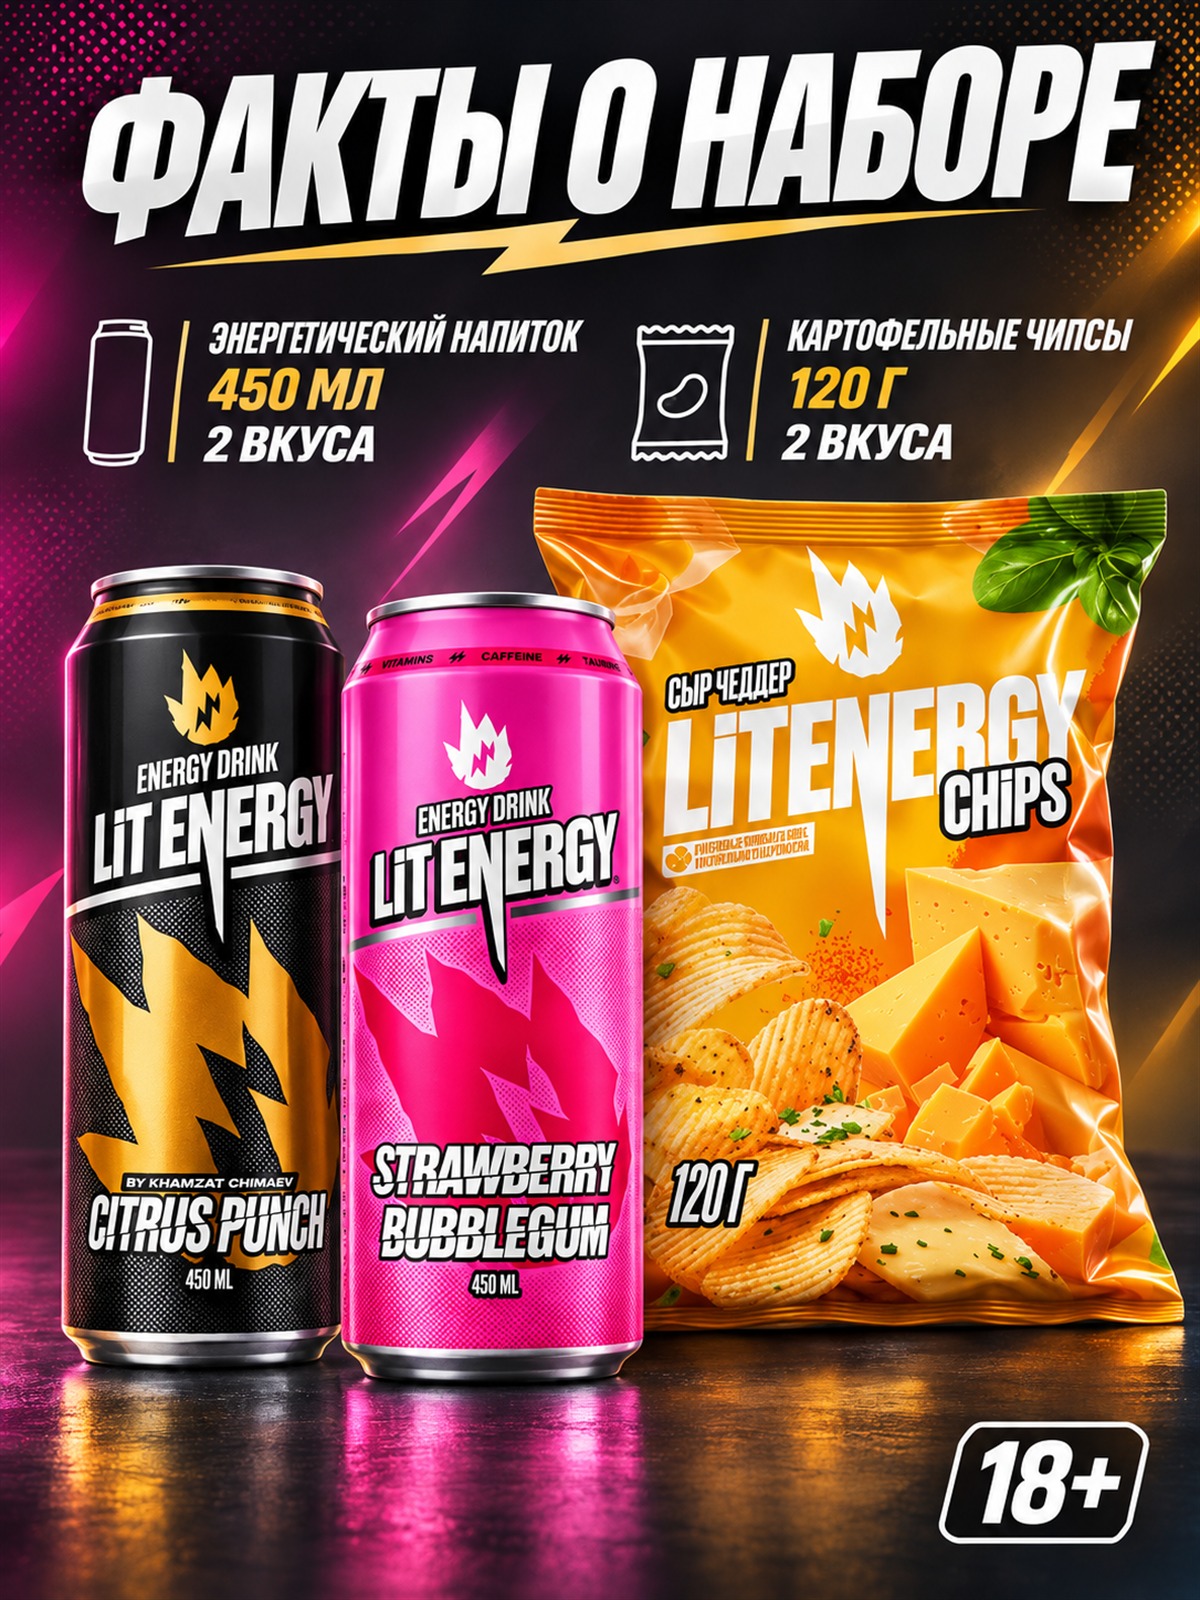 ФАКТЫ О НАБОРЕ
ЭНЕРГЕТИЧЕСКИЙ НАПИТОК
450 МЛ
2 ВКУСА
КАРТОФЕЛЬНЫЕ ЧИПСЫ
120 Г
2 ВКУСА
ENERGY DRINK
LiT ENERGY
BY KHAMZAT CHIMAEV
CITRUS PUNCH
450 ML
VITAMINS CAFFEINE TAURINE
ENERGY DRINK
LiT ENERGY
STRAWBERRY
BUBBLEGUM
450 ML
СЫР ЧЕДДЕР
LiTENERGY
CHiPS
120 Г
18+